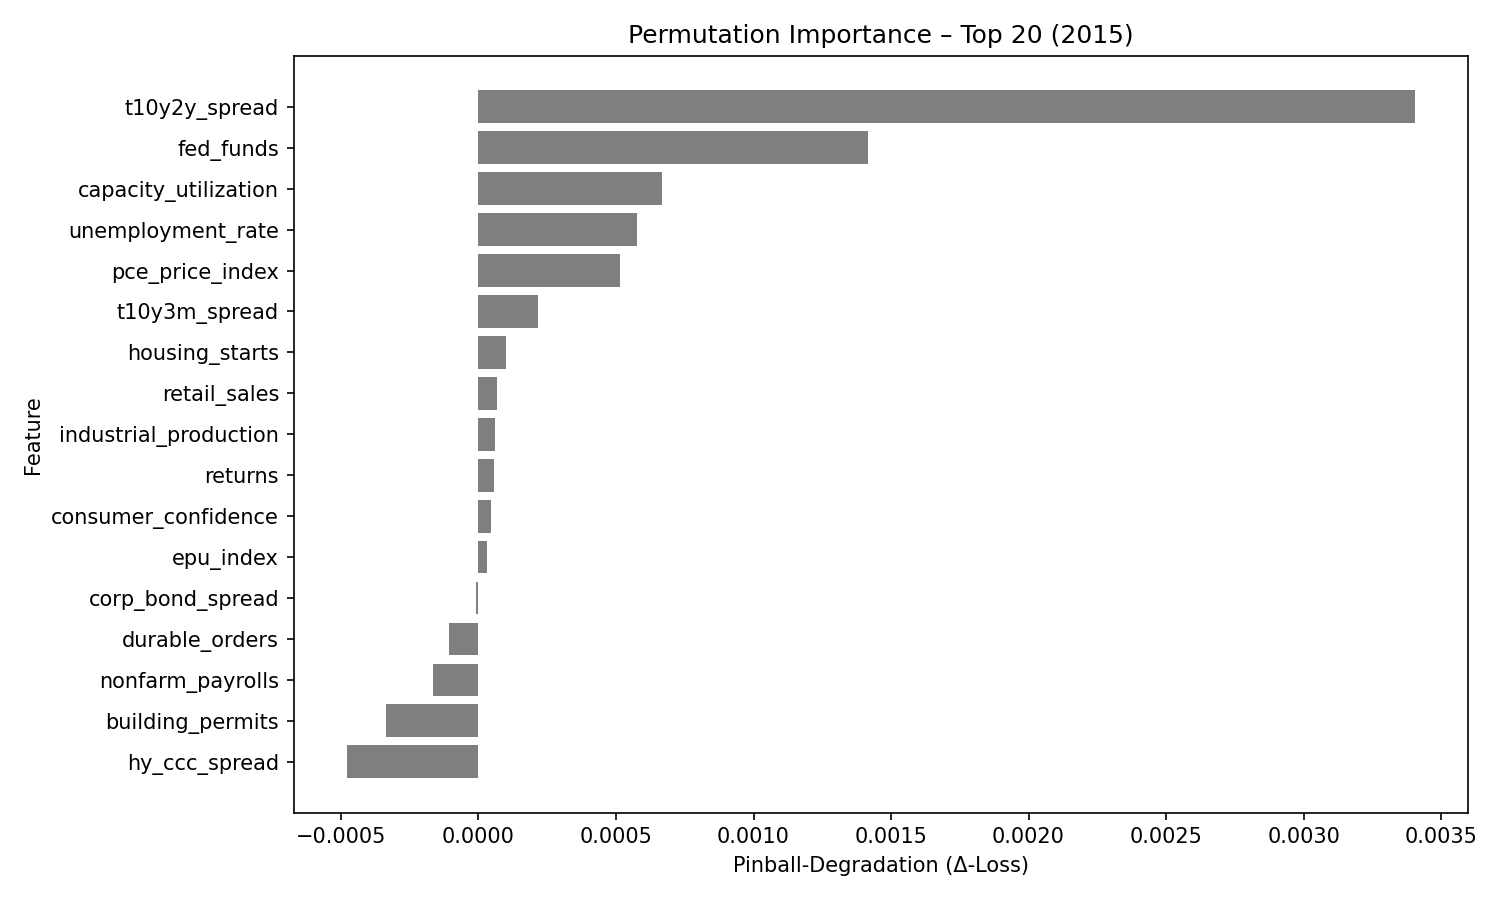 Permutation Importance – Top 20 (2015)
t10y2y_spread
fed_funds
capacity_utilization
unemployment_rate
pce_price_index
t10y3m_spread
housing_starts
retail_sales
industrial_production
returns
consumer_confidence
epu_index
corp_bond_spread
durable_orders
nonfarm_payrolls
building_permits
hy_ccc_spread
Feature
−0.0005 0.0000 0.0005 0.0010 0.0015 0.0020 0.0025 0.0030 0.0035
Pinball-Degradation (Δ-Loss)